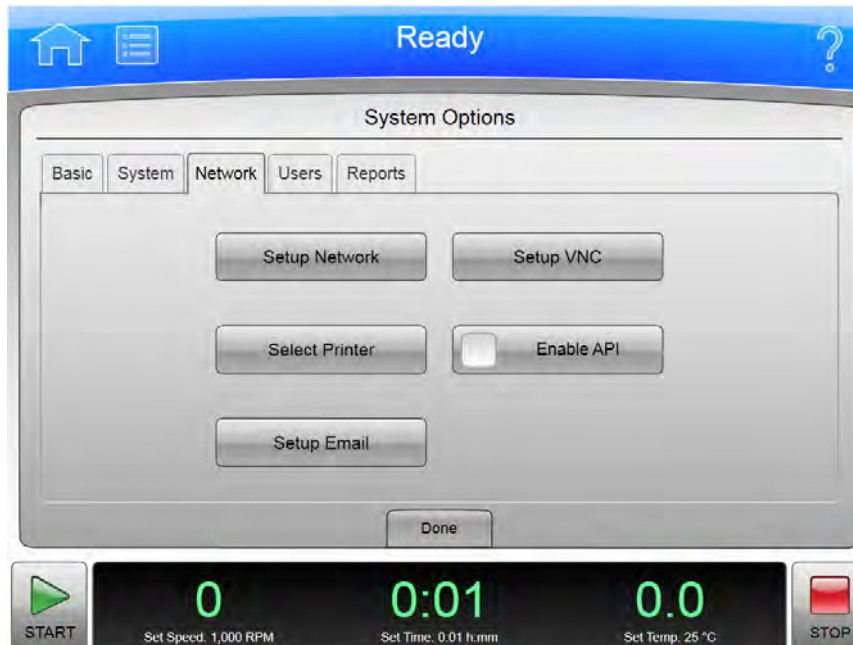 Ready
?
System Options
Basic System Network Users Reports
Setup Network Setup VNC
Select Printer Enable API
Setup Email
Done
0 0:01 0.0
START Set Speed: 1,000 RPM Set Time: 0:01 h:mm Set Temp. 25 °C STOP